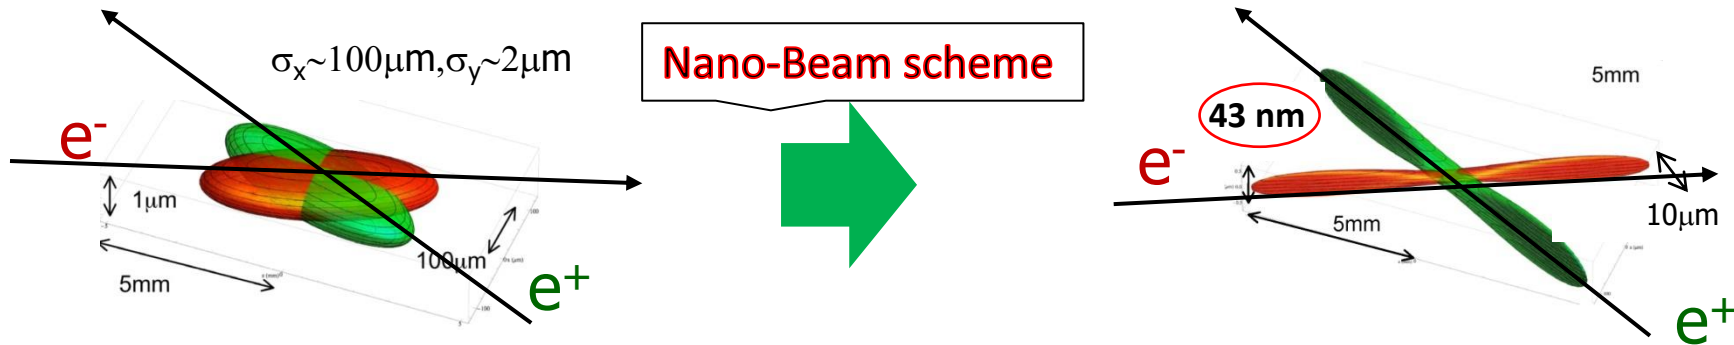 σx~100μm,σy~2μm
e-
1μm
5mm
100μm
e+
Nano-Beam scheme
5mm
43 nm
e-
5mm
10μm
e+